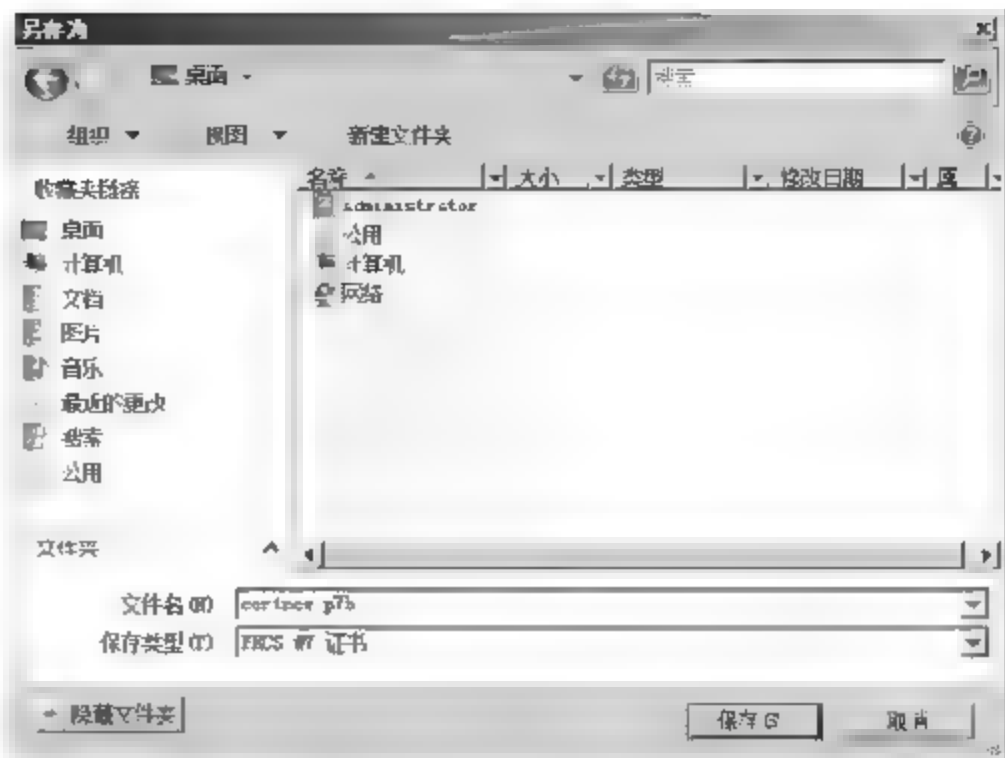 另存为
桌面
搜索
组织 视图 新建文件夹
收藏夹链接
名称 大小 类型 修改日期
Administrator
桌面
公用
计算机
计算机
文档
网络
图片
音乐
最近的更改
搜索
公用
文件夹
文件名(N) certnew p7b
保存类型(T) PKCS #7 证书
隐藏文件夹 保存(S) 取消